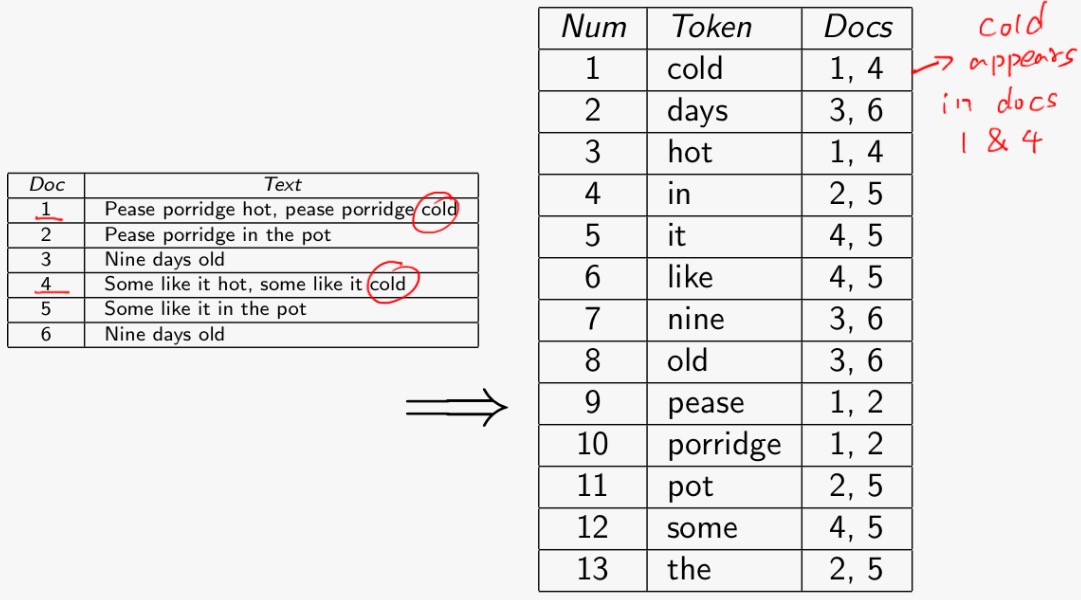 Doc Text
1 Pease porridge hot, pease porridge cold
2 Pease porridge in the pot
3 Nine days old
4 Some like it hot, some like it cold
5 Some like it in the pot
6 Nine days old
⟹
Num Token Docs
1 cold 1, 4
2 days 3, 6
3 hot 1, 4
4 in 2, 5
5 it 4, 5
6 like 4, 5
7 nine 3, 6
8 old 3, 6
9 pease 1, 2
10 porridge 1, 2
11 pot 2, 5
12 some 4, 5
13 the 2, 5
cold
→ appears
in docs
1 & 4